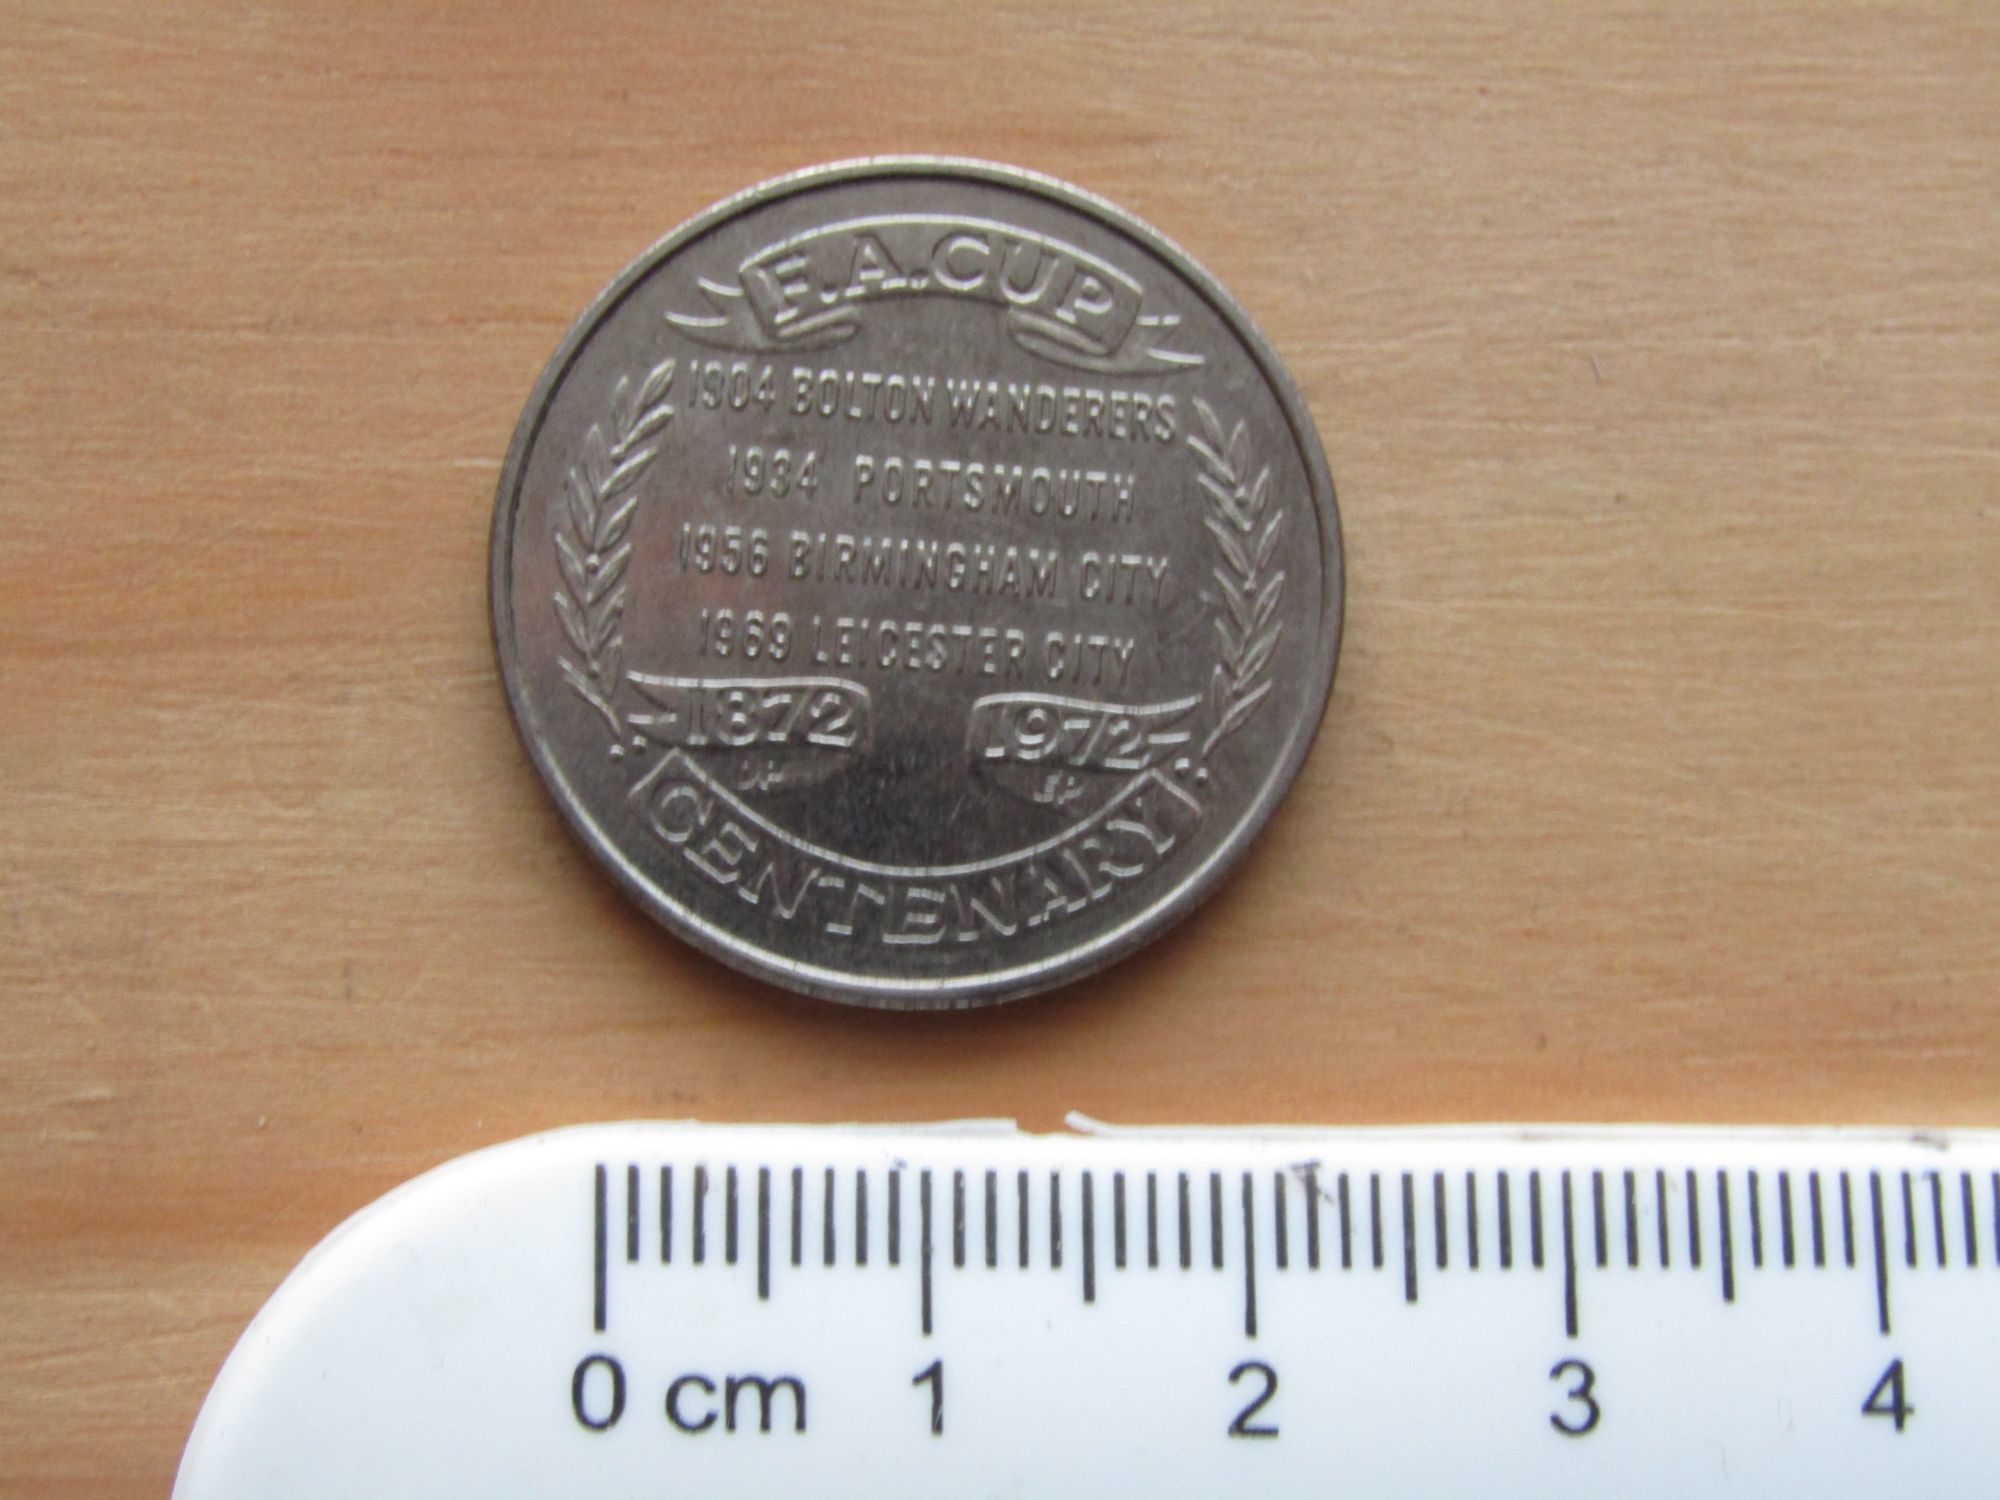 F.A.CUP
1904 BOLTON WANDERERS
1934 PORTSMOUTH
1956 BIRMINGHAM CITY
1969 LEICESTER CITY
1872 1972
CENTENARY
0 cm 1 2 3 4